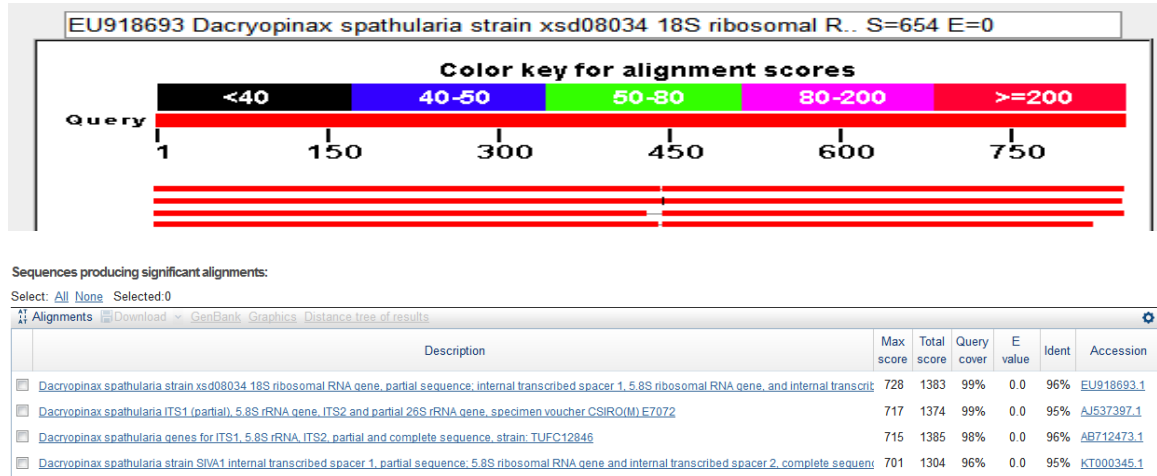 EU918693 Dacryopinax spathularia strain xsd08034 18S ribosomal R.. S=654 E=0
Color key for alignment scores
<40 40-50 50-80 80-200 >=200
Query
1 150 300 450 600 750
Sequences producing significant alignments:
Select: All None Selected:0
Alignments Download GenBank Graphics Distance tree of results
Description Max score Total score Query cover E value Ident Accession
Dacryopinax spathularia strain xsd08034 18S ribosomal RNA gene, partial sequence; internal transcribed spacer 1, 5.8S ribosomal RNA gene, and internal transcrit 728 1383 99% 0.0 96% EU918693.1
Dacryopinax spathularia ITS1 (partial), 5.8S rRNA gene, ITS2 and partial 26S rRNA gene, specimen voucher CSIRO(M) E7072 717 1374 99% 0.0 95% AJ537397.1
Dacryopinax spathularia genes for ITS1, 5.8S rRNA, ITS2, partial and complete sequence, strain: TUFC12846 715 1385 98% 0.0 96% AB712473.1
Dacryopinax spathularia strain SIVA1 internal transcribed spacer 1, partial sequence; 5.8S ribosomal RNA gene and internal transcribed spacer 2, complete sequenc 701 1304 96% 0.0 95% KT000345.1